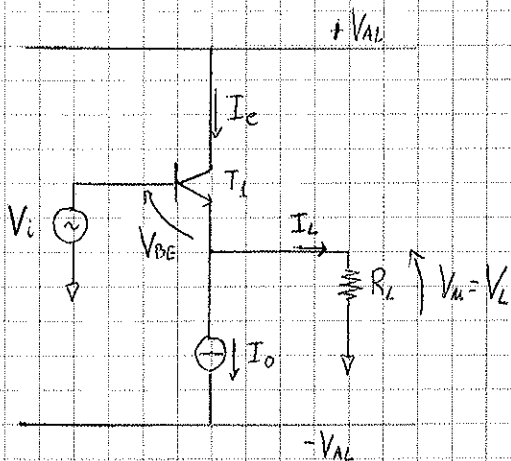 + V_AL
I_c
T_1
V_i
V_BE
I_L
R_L
V_u = V_L
I_0
- V_AL